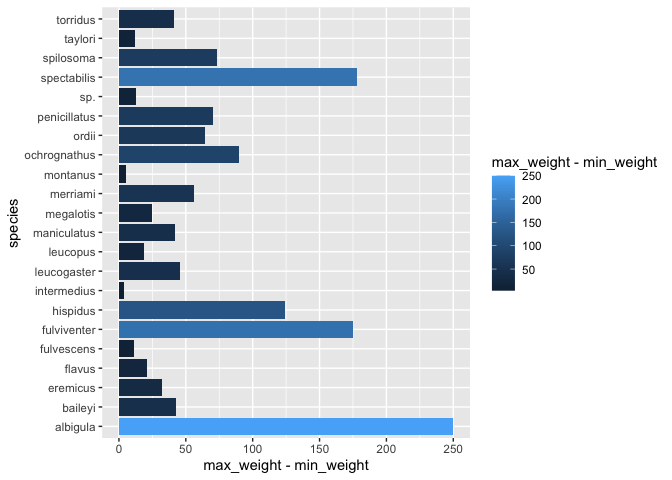 torridus
taylori
spilosoma
spectabilis
sp.
penicillatus
ordii
ochrognathus
montanus
merriami
megalotis
maniculatus
leucopus
leucogaster
intermedius
hispidus
fulviventer
fulvescens
flavus
eremicus
baileyi
albigula
species
0 50 100 150 200 250
max_weight - min_weight
max_weight - min_weight
250
200
150
100
50